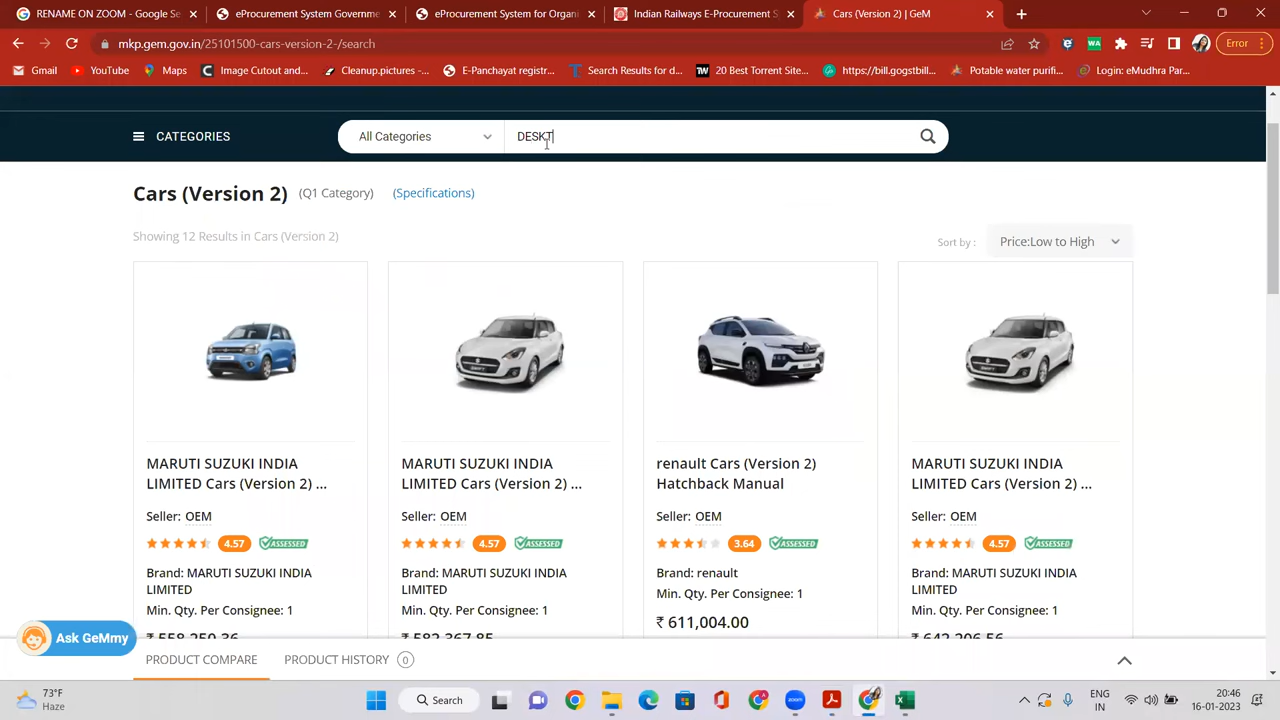 RENAME ON ZOOM - Google Se
eProcurement System Governme
eProcurement System for Organi
Indian Railways E-Procurement S
Cars (Version 2) | GeM
mkp.gem.gov.in/25101500-cars-version-2-/search
Error
Gmail
YouTube
Maps
Image Cutout and...
Cleanup.pictures -...
E-Panchayat registr...
Search Results for d...
20 Best Torrent Site...
https://bill.gogstbill...
Potable water purifi...
Login: eMudhra Par...
CATEGORIES
All Categories
DESKT
Cars (Version 2) (Q1 Category) (Specifications)
Showing 12 Results in Cars (Version 2)
Sort by : Price:Low to High
MARUTI SUZUKI INDIA
LIMITED Cars (Version 2) ...
Seller: OEM
4.57 ASSESSED
Brand: MARUTI SUZUKI INDIA
LIMITED
Min. Qty. Per Consignee: 1
₹ 558,250.36
MARUTI SUZUKI INDIA
LIMITED Cars (Version 2) ...
Seller: OEM
4.57 ASSESSED
Brand: MARUTI SUZUKI INDIA
LIMITED
Min. Qty. Per Consignee: 1
₹ 582,367.85
renault Cars (Version 2)
Hatchback Manual
Seller: OEM
3.64 ASSESSED
Brand: renault
Min. Qty. Per Consignee: 1
₹ 611,004.00
MARUTI SUZUKI INDIA
LIMITED Cars (Version 2) ...
Seller: OEM
4.57 ASSESSED
Brand: MARUTI SUZUKI INDIA
LIMITED
Min. Qty. Per Consignee: 1
₹ 642,206.56
Ask GeMmy
PRODUCT COMPARE
PRODUCT HISTORY 0
73°F
Haze
Search
ENG
IN
20:46
16-01-2023